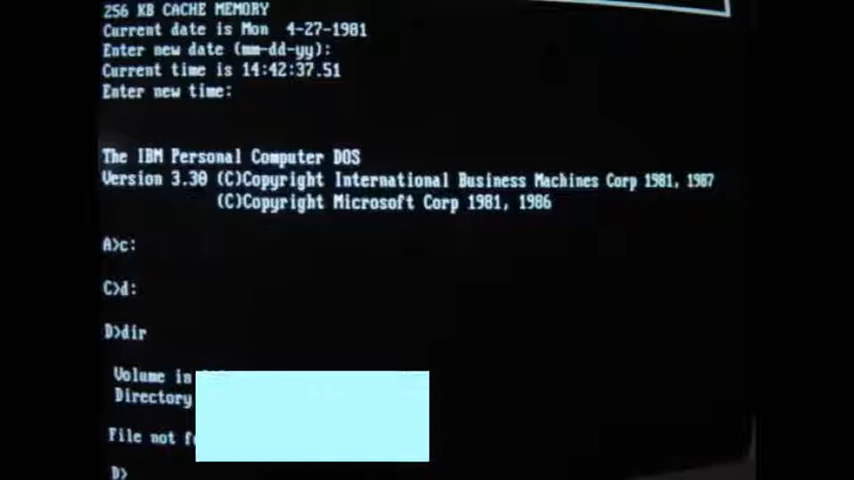 256 KB CACHE MEMORY
Current date is Mon  4-27-1981
Enter new date (mm-dd-yy):
Current time is 14:42:37.51
Enter new time:
The IBM Personal Computer DOS
Version 3.30 (C)Copyright International Business Machines Corp 1981, 1987
(C)Copyright Microsoft Corp 1981, 1986
A>c:
C>d:
D>dir
Volume in
Directory
File not
D>